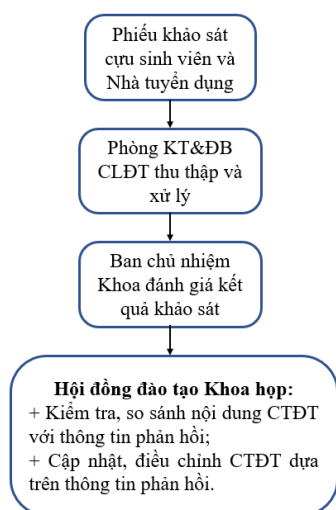 Phiếu khảo sát
cựu sinh viên và
Nhà tuyển dụng
Phòng KT&ĐB
CLĐT thu thập và
xử lý
Ban chủ nhiệm
Khoa đánh giá kết
quả khảo sát
Hội đồng đào tạo Khoa họp:
+ Kiểm tra, so sánh nội dung CTĐT
với thông tin phản hồi;
+ Cập nhật, điều chỉnh CTĐT dựa
trên thông tin phản hồi.